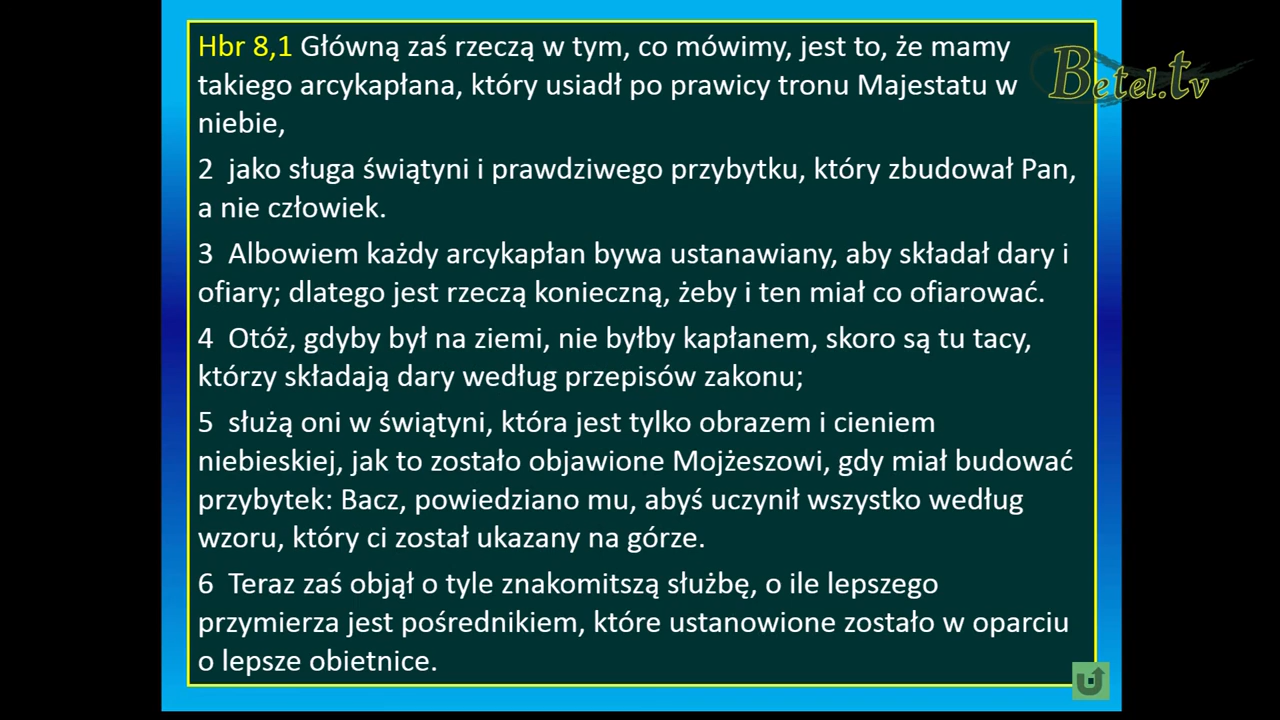 Hbr 8,1 Główną zaś rzeczą w tym, co mówimy, jest to, że mamy
takiego arcykapłana, który usiadł po prawicy tronu Majestatu w
niebie,
2 jako sługa świątyni i prawdziwego przybytku, który zbudował Pan,
a nie człowiek.
3 Albowiem każdy arcykapłan bywa ustanawiany, aby składał dary i
ofiary; dlatego jest rzeczą konieczną, żeby i ten miał co ofiarować.
4 Otóż, gdyby był na ziemi, nie byłby kapłanem, skoro są tu tacy,
którzy składają dary według przepisów zakonu;
5 służą oni w świątyni, która jest tylko obrazem i cieniem
niebieskiej, jak to zostało objawione Mojżeszowi, gdy miał budować
przybytek: Bacz, powiedziano mu, abyś uczynił wszystko według
wzoru, który ci został ukazany na górze.
6 Teraz zaś objął o tyle znakomitszą służbę, o ile lepszego
przymierza jest pośrednikiem, które ustanowione zostało w oparciu
o lepsze obietnice.
Betel.tv